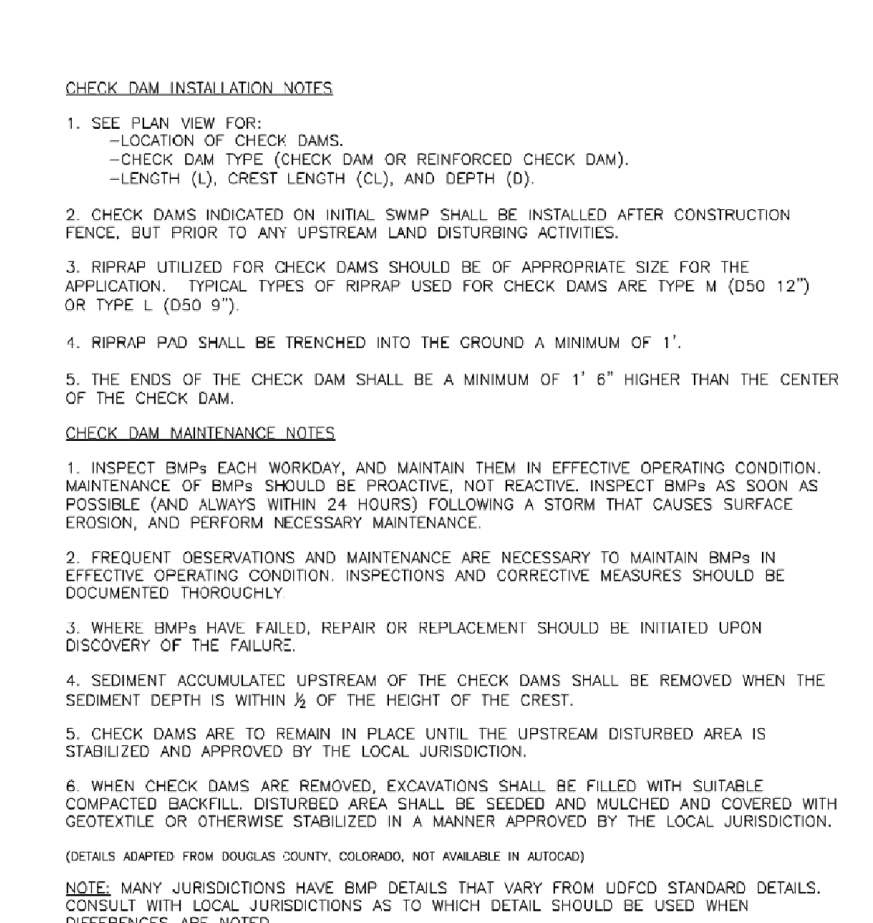 CHECK DAM INSTALLATION NOTES
1. SEE PLAN VIEW FOR:
-LOCATION OF CHECK DAMS.
-CHECK DAM TYPE (CHECK DAM OR REINFORCED CHECK DAM).
-LENGTH (L), CREST LENGTH (CL), AND DEPTH (D).
2. CHECK DAMS INDICATED ON INITIAL SWMP SHALL BE INSTALLED AFTER CONSTRUCTION
FENCE, BUT PRIOR TO ANY UPSTREAM LAND DISTURBING ACTIVITIES.
3. RIPRAP UTILIZED FOR CHECK DAMS SHOULD BE OF APPROPRIATE SIZE FOR THE
APPLICATION. TYPICAL TYPES OF RIPRAP USED FOR CHECK DAMS ARE TYPE M (D50 12")
OR TYPE L (D50 9").
4. RIPRAP PAD SHALL BE TRENCHED INTO THE GROUND A MINIMUM OF 1'.
5. THE ENDS OF THE CHECK DAM SHALL BE A MINIMUM OF 1' 6" HIGHER THAN THE CENTER
OF THE CHECK DAM.
CHECK DAM MAINTENANCE NOTES
1. INSPECT BMPs EACH WORKDAY, AND MAINTAIN THEM IN EFFECTIVE OPERATING CONDITION.
MAINTENANCE OF BMPs SHOULD BE PROACTIVE, NOT REACTIVE. INSPECT BMPs AS SOON AS
POSSIBLE (AND ALWAYS WITHIN 24 HOURS) FOLLOWING A STORM THAT CAUSES SURFACE
EROSION, AND PERFORM NECESSARY MAINTENANCE.
2. FREQUENT OBSERVATIONS AND MAINTENANCE ARE NECESSARY TO MAINTAIN BMPs IN
EFFECTIVE OPERATING CONDITION. INSPECTIONS AND CORRECTIVE MEASURES SHOULD BE
DOCUMENTED THOROUGHLY.
3. WHERE BMPs HAVE FAILED, REPAIR OR REPLACEMENT SHOULD BE INITIATED UPON
DISCOVERY OF THE FAILURE.
4. SEDIMENT ACCUMULATED UPSTREAM OF THE CHECK DAMS SHALL BE REMOVED WHEN THE
SEDIMENT DEPTH IS WITHIN ½ OF THE HEIGHT OF THE CREST.
5. CHECK DAMS ARE TO REMAIN IN PLACE UNTIL THE UPSTREAM DISTURBED AREA IS
STABILIZED AND APPROVED BY THE LOCAL JURISDICTION.
6. WHEN CHECK DAMS ARE REMOVED, EXCAVATIONS SHALL BE FILLED WITH SUITABLE
COMPACTED BACKFILL. DISTURBED AREA SHALL BE SEEDED AND MULCHED AND COVERED WITH
GEOTEXTILE OR OTHERWISE STABILIZED IN A MANNER APPROVED BY THE LOCAL JURISDICTION.
(DETAILS ADAPTED FROM DOUGLAS COUNTY, COLORADO, NOT AVAILABLE IN AUTOCAD)
NOTE: MANY JURISDICTIONS HAVE BMP DETAILS THAT VARY FROM UDFCD STANDARD DETAILS.
CONSULT WITH LOCAL JURISDICTIONS AS TO WHICH DETAIL SHOULD BE USED WHEN
DIFFERENCES ARE NOTED.